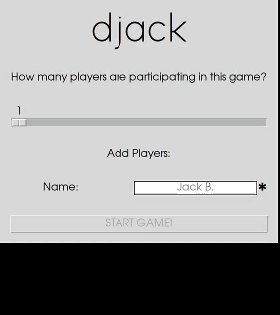 djack
How many players are participating in this game?
1
Add Players:
Name: Jack B. *
START GAME!